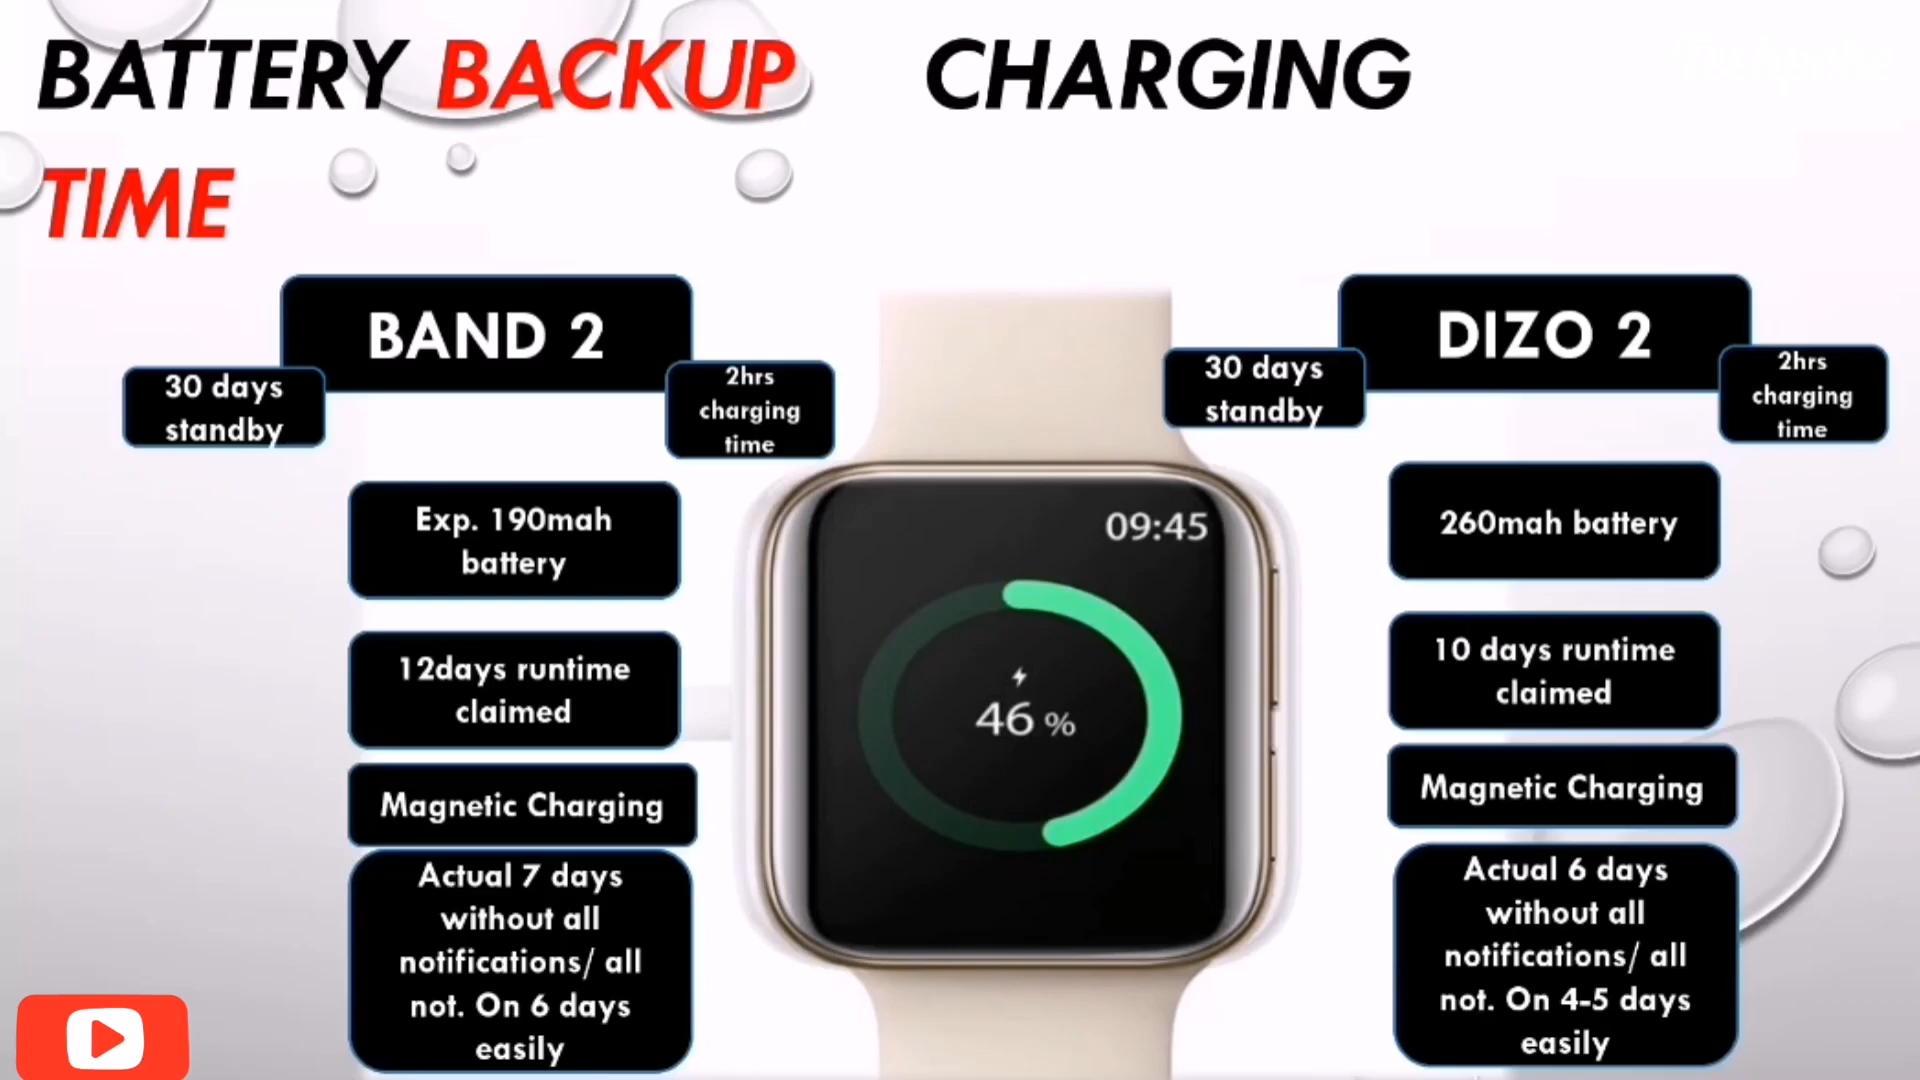 BATTERY BACKUP CHARGING
TIME
BAND 2
30 days
standby
2hrs
charging
time
Exp. 190mah
battery
12days runtime
claimed
Magnetic Charging
Actual 7 days
without all
notifications/ all
not. On 6 days
easily
09:45
46 %
DIZO 2
30 days
standby
2hrs
charging
time
260mah battery
10 days runtime
claimed
Magnetic Charging
Actual 6 days
without all
notifications/ all
not. On 4-5 days
easily